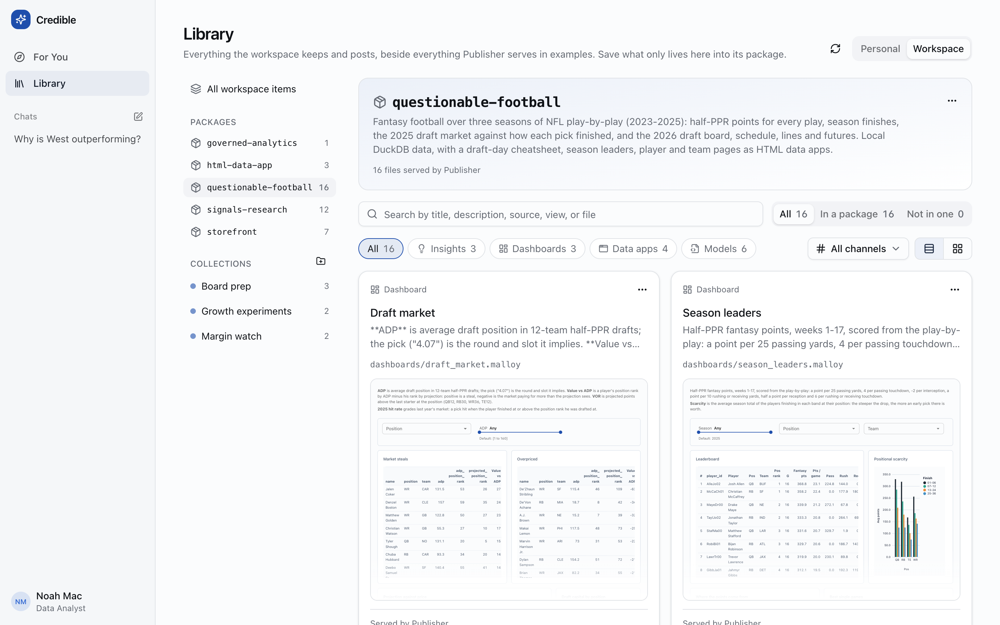 Credible
For You
Library
Chats
Why is West outperforming?
NM
Noah Mac
Data Analyst
Library
Everything the workspace keeps and posts, beside everything Publisher serves in examples. Save what only lives here into its package.
Personal
Workspace
All workspace items
PACKAGES
governed-analytics 1
html-data-app 3
questionable-football 16
signals-research 12
storefront 7
COLLECTIONS
Board prep 3
Growth experiments 2
Margin watch 2
questionable-football
Fantasy football over three seasons of NFL play-by-play (2023-2025): half-PPR points for every play, season finishes,
the 2025 draft market against how each pick finished, and the 2026 draft board, schedule, lines and futures. Local
DuckDB data, with a draft-day cheatsheet, season leaders, player and team pages as HTML data apps.
16 files served by Publisher
Search by title, description, source, view, or file
All 16 In a package 16 Not in one 0
All 16 Insights 3 Dashboards 3 Data apps 4 Models 6
All channels
Dashboard
Draft market
**ADP** is average draft position in 12-team half-PPR drafts;
the pick ("4.07") is the round and slot it implies. **Value vs...
dashboards/draft_market.malloy
ADP is average draft position in 12-team half-PPR drafts; the pick ("4.07") is the round and slot it implies. Value vs ADP is a player's position rank
by ADP minus his rank by projection: positive is a steal, negative is the market paying for more than the projection sees. VOR is projected points
above the last starter at the position (QB12, RB30, WR36, TE12).
2025 hit rate grades last year's market: a pick hit when the player finished at or above the position rank he was drafted at.
Position
ADP Any
Default: [1 to 160]
Market steals
name position team adp adp_position_rank projected_position_rank Value vs ADP
Jalen Coker WR CAR 131.5 53 26 27
Denzel Boston WR CLE 157 59 35 24
Matthew Golden WR GB 122.8 50 27 23
Christian Watson WR GB 55.3 27 10 17
Tyler Shough QB NO 131.1 20 5 15
Chuba Hubbard RB CAR 93.3 34 20 14
Deebo Samuel WR SF 140.4 55 41 14
Overpriced
name position team adp adp_position_rank projected_position_rank Value vs ADP
De'Zhaun Stribling WR SF 115.4 46 109
De'Von Achane RB MIA 18.7 8 42
A.J. Brown WR NE 15.2 7 39
Makai Lemon WR PHI 117.5 48 73
Marvin Harrison Jr. WR ARI 73 31 53
Dylan Sampson RB CLE 154.2 51 72
Brian WR JAX 82.2 34 55
Projection against price
Draft capital by position
Served by Publisher
Dashboard
Season leaders
Half-PPR fantasy points, weeks 1-17, scored from the play-by-
play: a point per 25 passing yards, 4 per passing touchdown...
dashboards/season_leaders.malloy
Half-PPR fantasy points, weeks 1-17, scored from the play-by-play: a point per 25 passing yards, 4 per passing touchdown, -2 per interception, a
point per 10 rushing or receiving yards, half a point per reception and 6 per rushing or receiving touchdown.
Scarcity is the average season total of the players finishing in each band at their position: the steeper the drop, the more an early pick there is
worth.
Season Any
Default: 2025
Position
Team
Leaderboard
# player_id Player Pos Team Pos rank G Fantasy pts Pts / game Pass Rush
1 AlleJo02 Josh Allen QB BUF 1 16 368.8 23.1 224.8 144.0
2 McCaCh01 Christian McCaffrey RB SF 1 16 358.2 22.4 0.0 177.9
3 MayeDr00 Drake Maye QB NE 2 16 339.9 21.2 272.1 67.8
4 TaylJo02 Jonathan Taylor RB IND 2 16 333.3 20.8 0.0 264.1
5 StafMa00 Matthew Stafford QB LAR 3 16 331.6 20.7 329.7 1.9
6 RobiBi01 Bijan Robinson RB ATL 3 16 329.7 20.6 0.0 186.7
7 LawrTr00 Trevor Lawrence QB JAX 4 16 319.9 20.0 230.1 89.8
8 GibbJa01 Jahmyr Gibbs RB DET 4 16 312.1 19.5 0.0 192.3
Positional scarcity
350.0
300.0
250.0
200.0
150.0
100.0
50.0
0.0
Avg points
QB RB TE WR
Pos
Finish
01-06
07-12
13-24
25-36
Where the points come from
Best single games
Served by Publisher